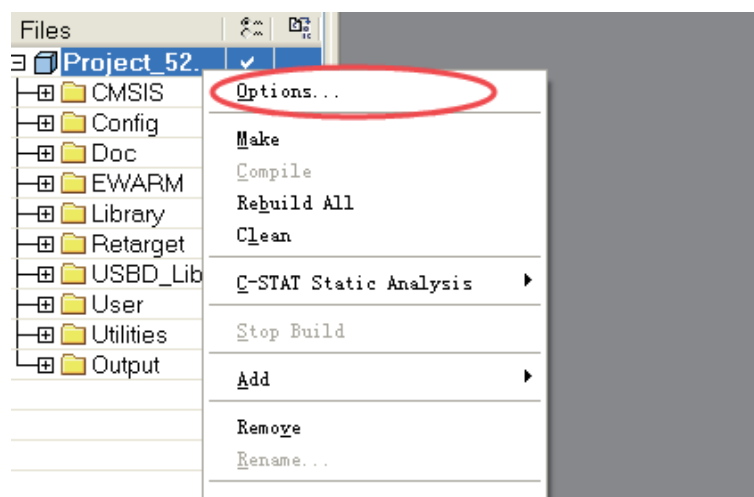 Files
Project_52.
CMSIS
Config
Doc
EWARM
Library
Retarget
USBD_Lib
User
Utilities
Output
Options...
Make
Compile
Rebuild All
Clean
C-STAT Static Analysis
Stop Build
Add
Remove
Rename...